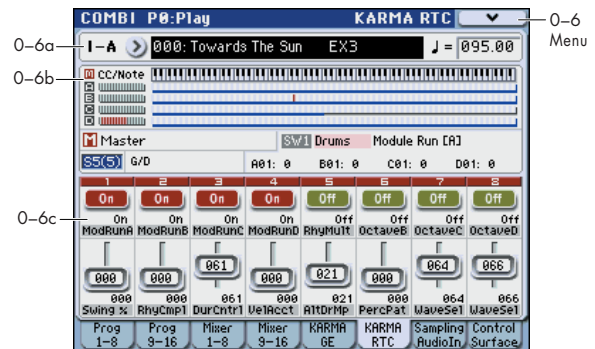 COMBI P0:Play KARMA RTC
0–6
Menu
0–6a
I-A 000: Towards The Sun EX3 ♩= 095.00
0–6b
M CC/Note
A
B
C
D
M Master SW1 Drums Module Run [A]
S5(5) G/D A01: 0 B01: 0 C01: 0 D01: 0
1 2 3 4 5 6 7 8
0–6c
On On On On Off Off Off Off
On On On On Off Off Off Off
ModRunA ModRunB ModRunC ModRunD RhyMult OctaveB OctaveC OctaveD
000 000 061 000 021 000 064 066
000 000 061 000 021 000 064 066
Swing % RhyCmpl DurCntrl VelAcct AltDrMp PercPat WaveSel WaveSel
Prog 1-8 Prog 9-16 Mixer 1-8 Mixer 9-16 KARMA GE KARMA RTC Sampling AudioIn Control Surface